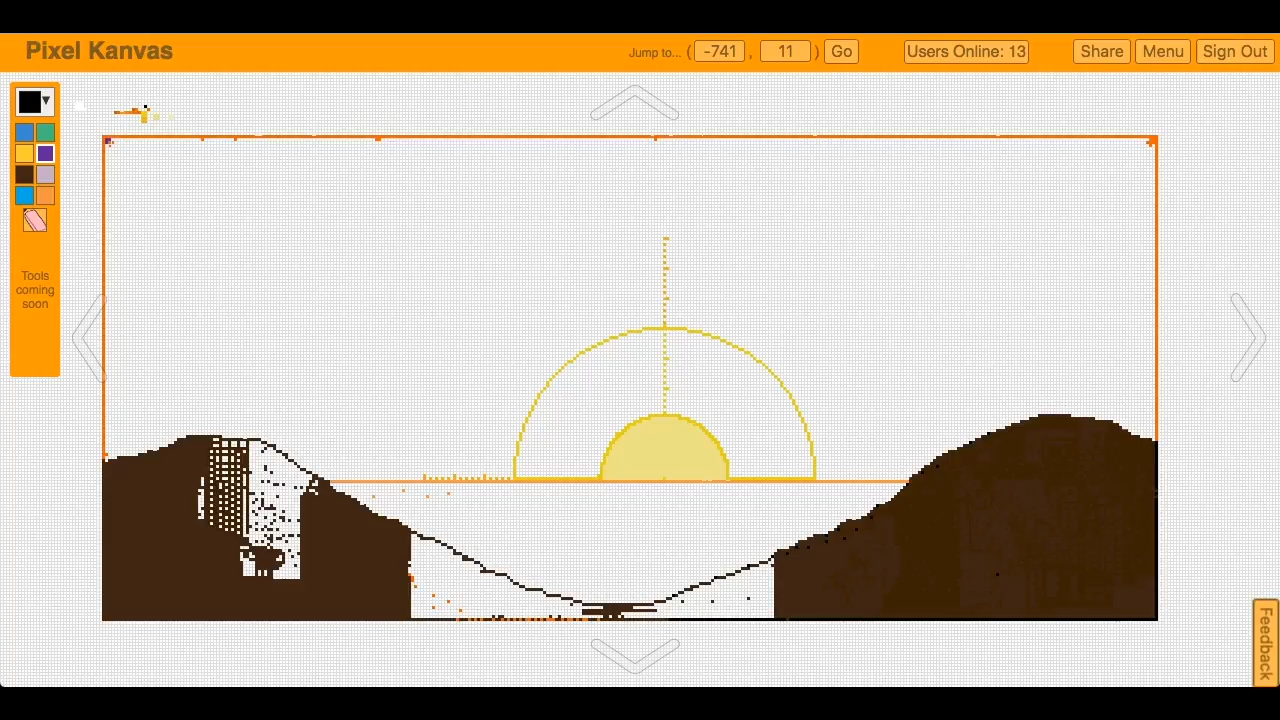 Pixel Kanvas
Jump to... ( -741 , 11 ) Go
Users Online: 13
Share
Menu
Sign Out
Tools
coming
soon
Feedback